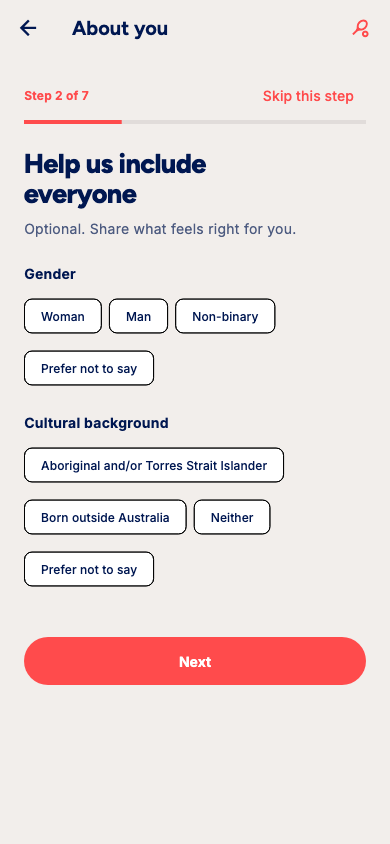 About you
Step 2 of 7
Skip this step
Help us include
everyone
Optional. Share what feels right for you.
Gender
Woman
Man
Non-binary
Prefer not to say
Cultural background
Aboriginal and/or Torres Strait Islander
Born outside Australia
Neither
Prefer not to say
Next